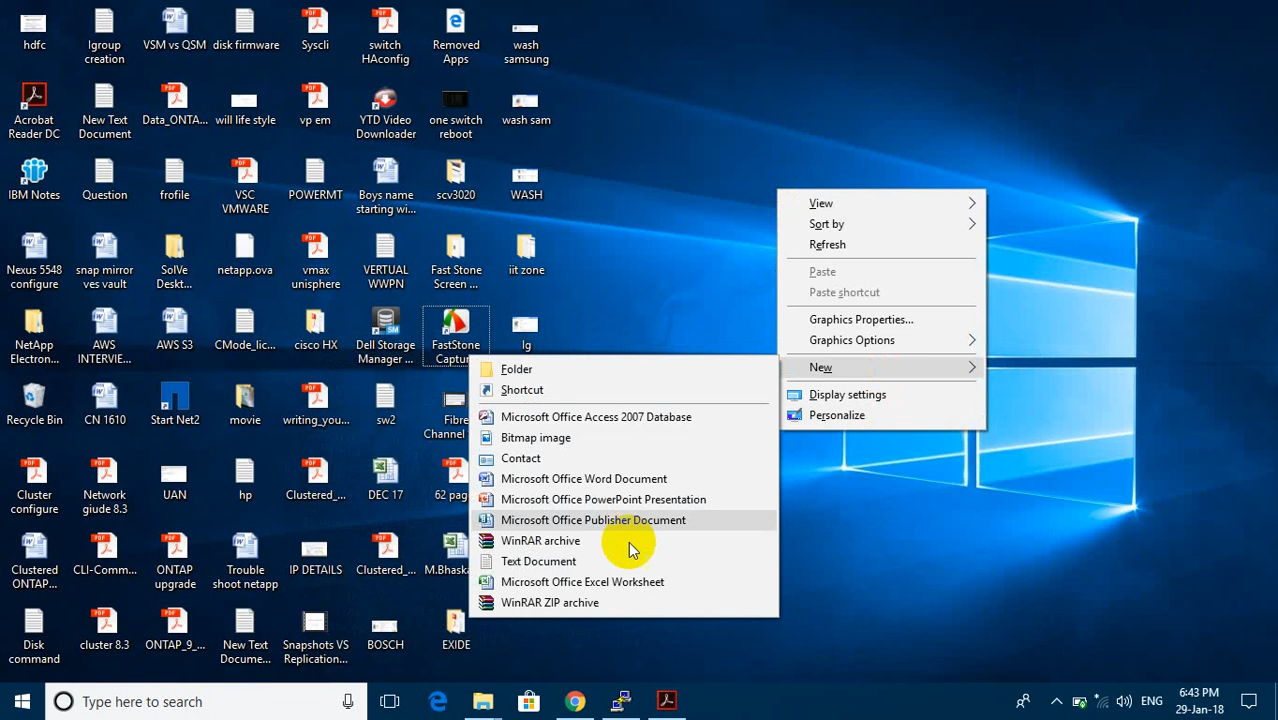 hdfc
lgroup
creation
VSM vs QSM
disk firmware
Syscli
switch
HAconfig
Removed
Apps
wash
samsung
Acrobat
Reader DC
New Text
Document
Data_ONTA...
will life style
vp em
YTD Video
Downloader
one switch
reboot
wash sam
IBM Notes
Question
frofile
VSC
VMWARE
POWERMT
Boys name
starting wi...
scv3020
WASH
Nexus 5548
configure
snap mirror
ves vault
SolVe
Deskt...
netapp.ova
vmax
unisphere
VERTUAL
WWPN
Fast Stone
Screen ...
iit zone
NetApp
Electron...
AWS
INTERVIE...
AWS S3
CMode_lic...
cisco HX
Dell Storage
Manager ...
FastStone
Captur
lg
Recycle Bin
CN 1610
Start Net2
movie
writing_you...
sw2
Fibre
Channel
Cluster
configure
Network
giude 8.3
UAN
hp
Clustered_...
DEC 17
62 page
Clustered
ONTAP...
CLI-Comm...
ONTAP
upgrade
Trouble
shoot netapp
IP DETAILS
Clustered_...
M.Bhaska
Disk
command
cluster 8.3
ONTAP_9_...
New Text
Docume...
Snapshots VS
Replication...
BOSCH
EXIDE
View
Sort by
Refresh
Paste
Paste shortcut
Graphics Properties...
Graphics Options
New
Display settings
Personalize
Folder
Shortcut
Microsoft Office Access 2007 Database
Bitmap image
Contact
Microsoft Office Word Document
Microsoft Office PowerPoint Presentation
Microsoft Office Publisher Document
WinRAR archive
Text Document
Microsoft Office Excel Worksheet
WinRAR ZIP archive
Type here to search
ENG
6:43 PM
29-Jan-18